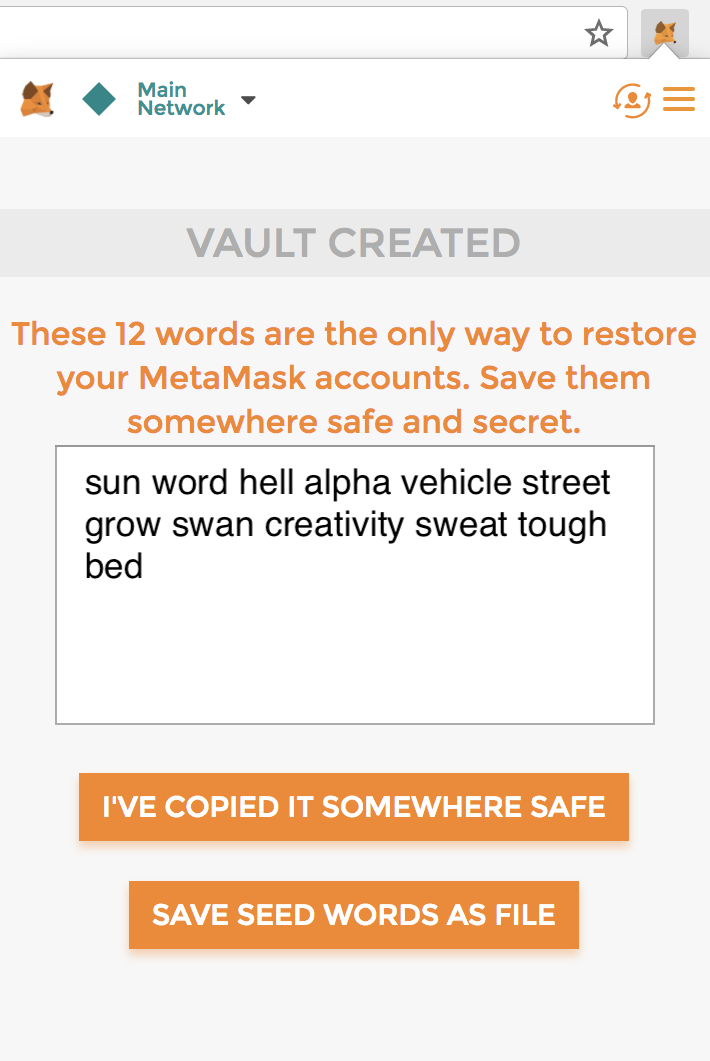 Main
Network
VAULT CREATED
These 12 words are the only way to restore
your MetaMask accounts. Save them
somewhere safe and secret.
sun word hell alpha vehicle street
grow swan creativity sweat tough
bed
I'VE COPIED IT SOMEWHERE SAFE
SAVE SEED WORDS AS FILE